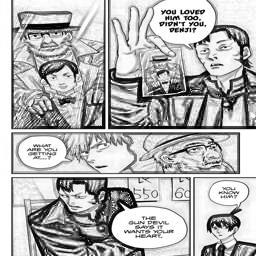 YOU LOVED
HIM TOO,
DIDN'T YOU,
DENJI?
WHAT
ARE YOU
GETTING
AT...?
550
60
YOU
KNOW
HIM?
THE
GUN DEVIL
SAYS IT
WANTS YOUR
HEART.